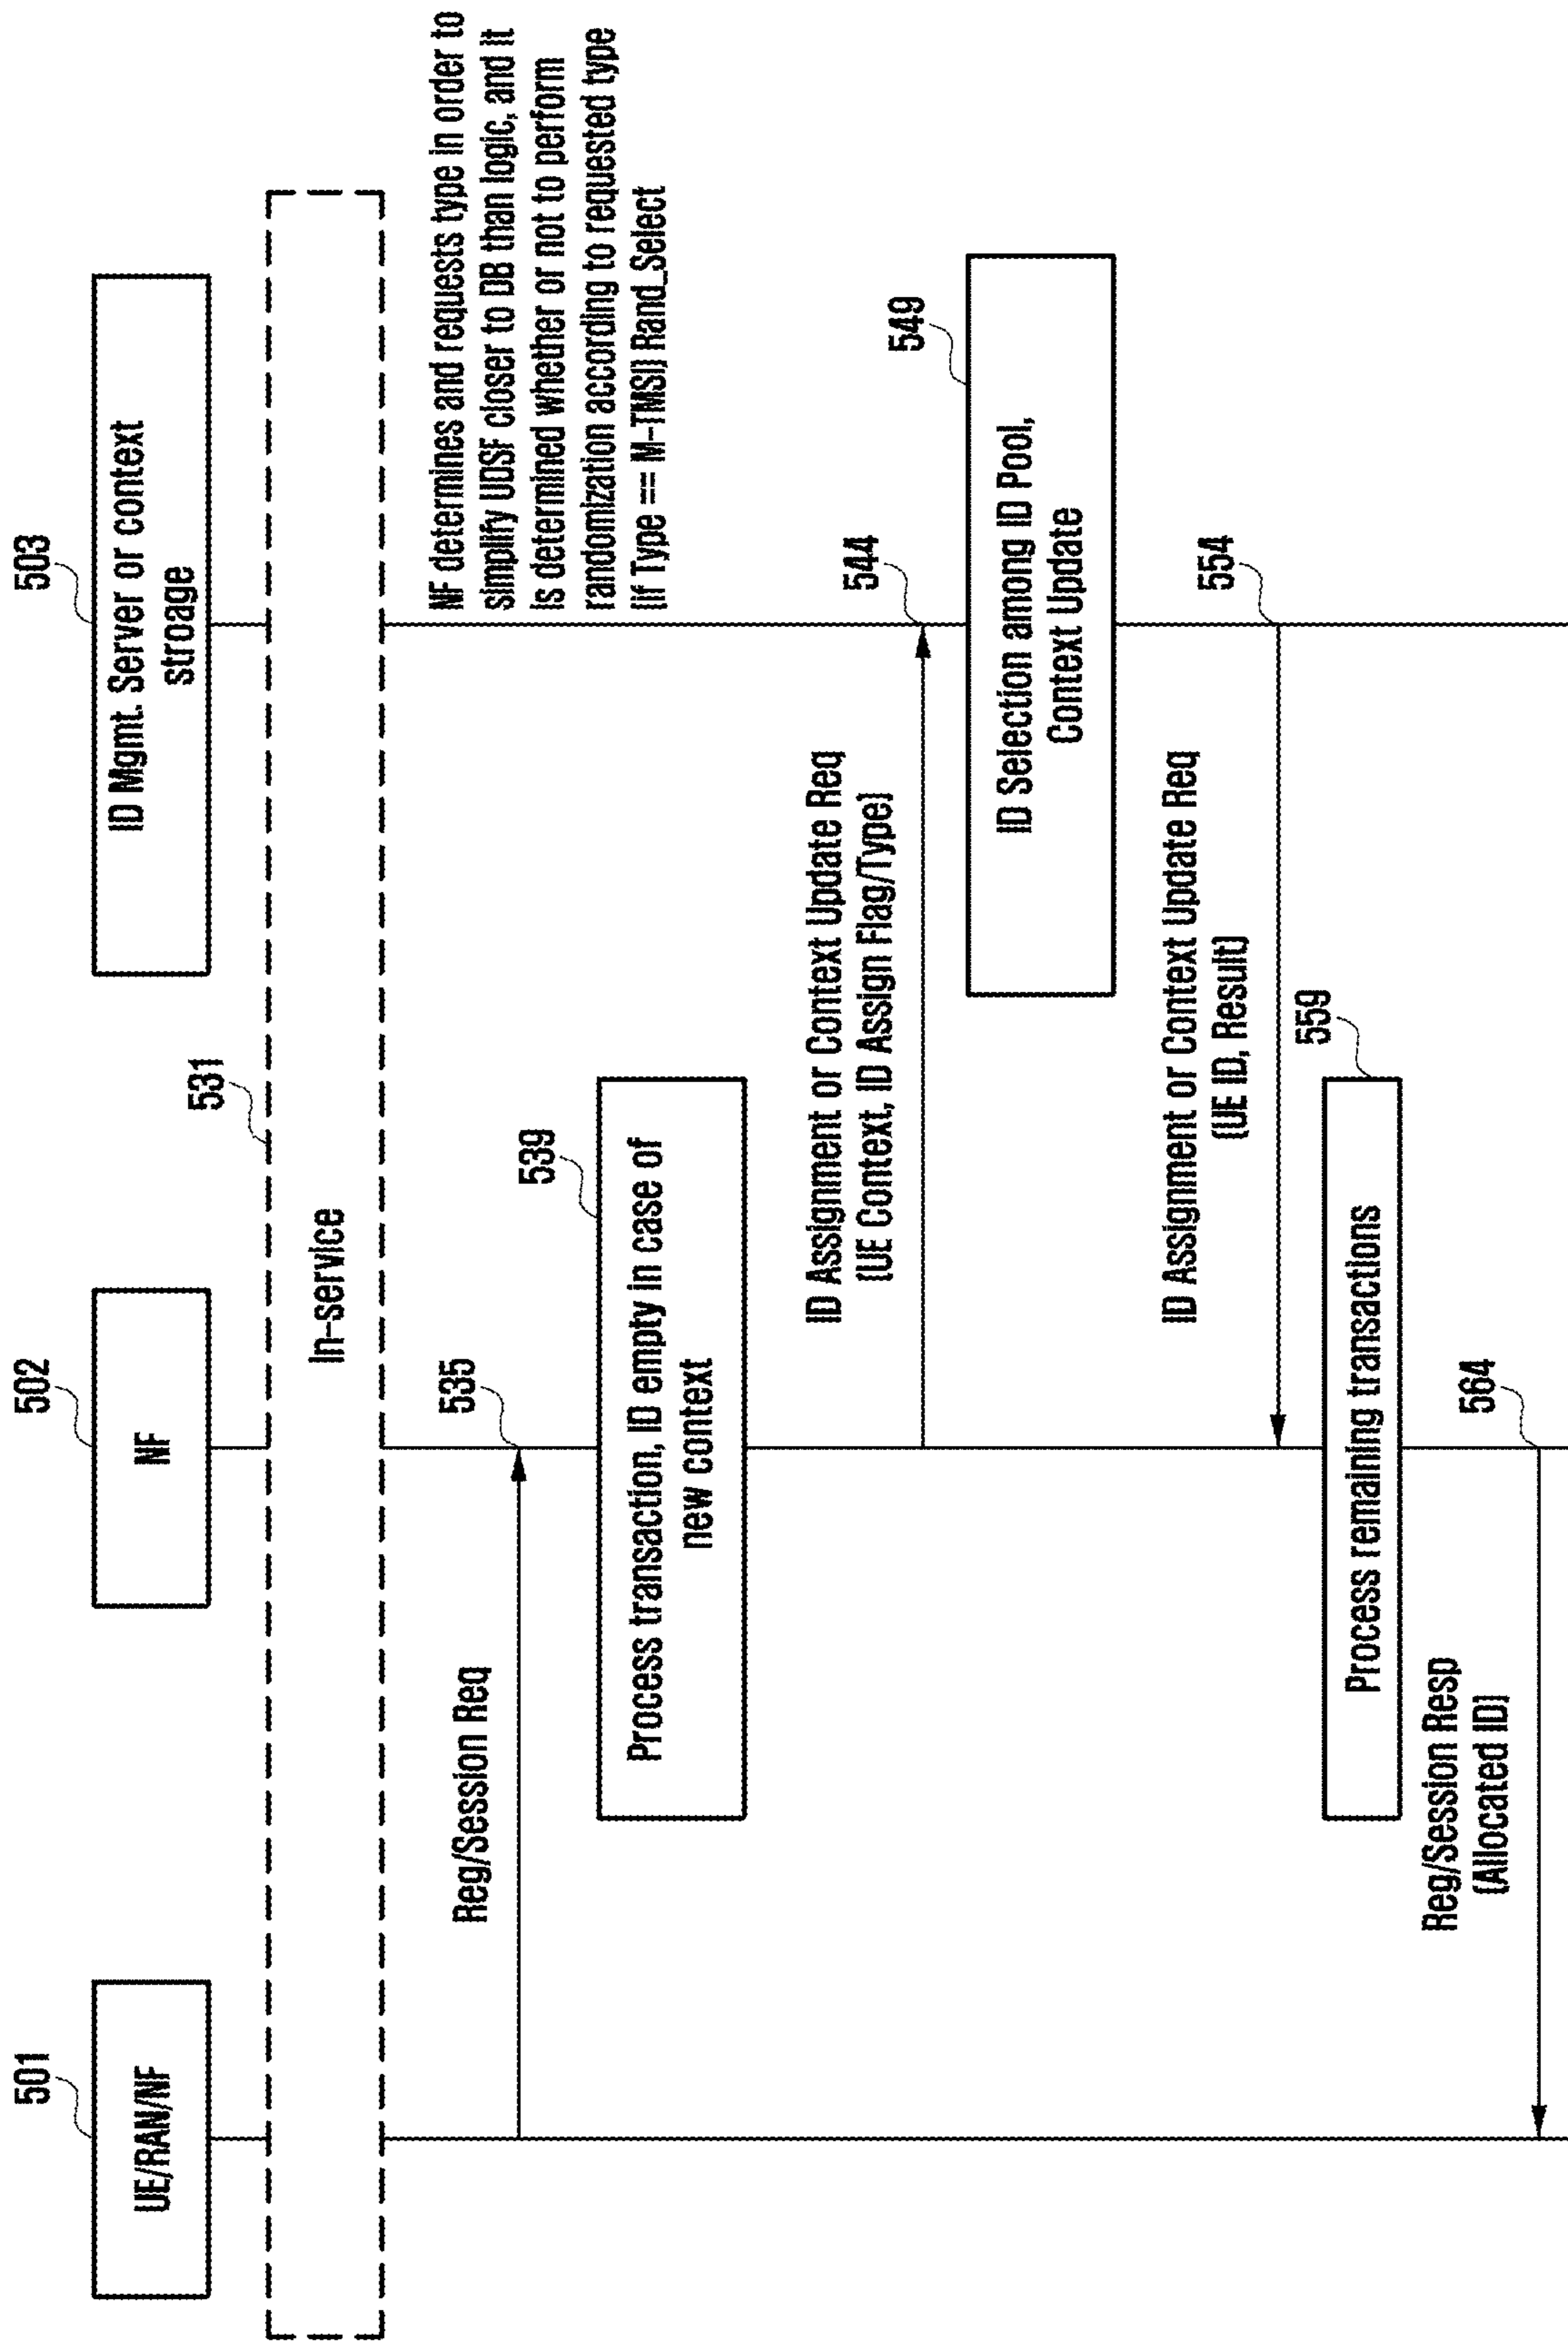 501
502
503
UE/RAN/NF
NF
ID Mgmt. Server or context
stroage
531
In-service
NF determines and requests type in order to
simplify UDSF closer to DB than logic, and it
is determined whether or not to perform
randomization according to requested type
(if Type == M-TMSI) Rand_Select
Reg/Session Req
535
539
Process transaction, ID empty in case of
new context
ID Assignment or Context Update Req
(UE Context, ID Assign Flag/Type)
544
549
ID Selection among ID Pool,
Context Update
ID Assignment or Context Update Req
(UE ID, Result)
554
559
Process remaining transactions
Reg/Session Resp
(Allocated ID)
564